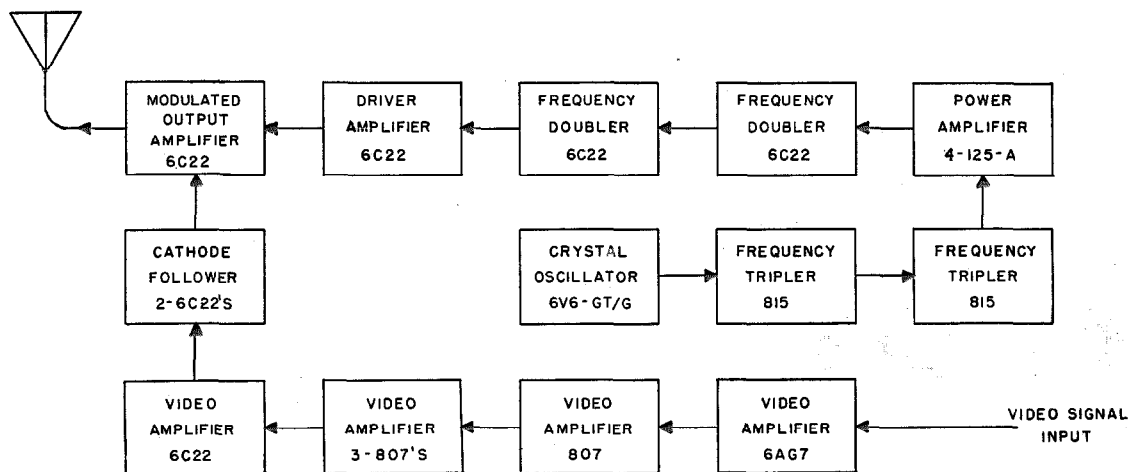 MODULATED
OUTPUT
AMPLIFIER
6C22
DRIVER
AMPLIFIER
6C22
FREQUENCY
DOUBLER
6C22
FREQUENCY
DOUBLER
6C22
POWER
AMPLIFIER
4-125-A
CATHODE
FOLLOWER
2-6C22'S
CRYSTAL
OSCILLATOR
6V6-GT/G
FREQUENCY
TRIPLER
815
FREQUENCY
TRIPLER
815
VIDEO
AMPLIFIER
6C22
VIDEO
AMPLIFIER
3-807'S
VIDEO
AMPLIFIER
807
VIDEO
AMPLIFIER
6AG7
VIDEO SIGNAL
INPUT